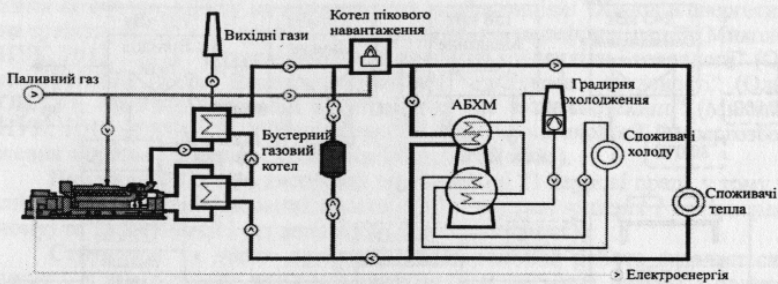 Котел пікового
навантаження
Вихідні гази
Паливний газ
Градирня
охолодження
АБХМ
Бустерний
газовий
котел
Споживачі
холоду
Споживачі
тепла
Електроенергія